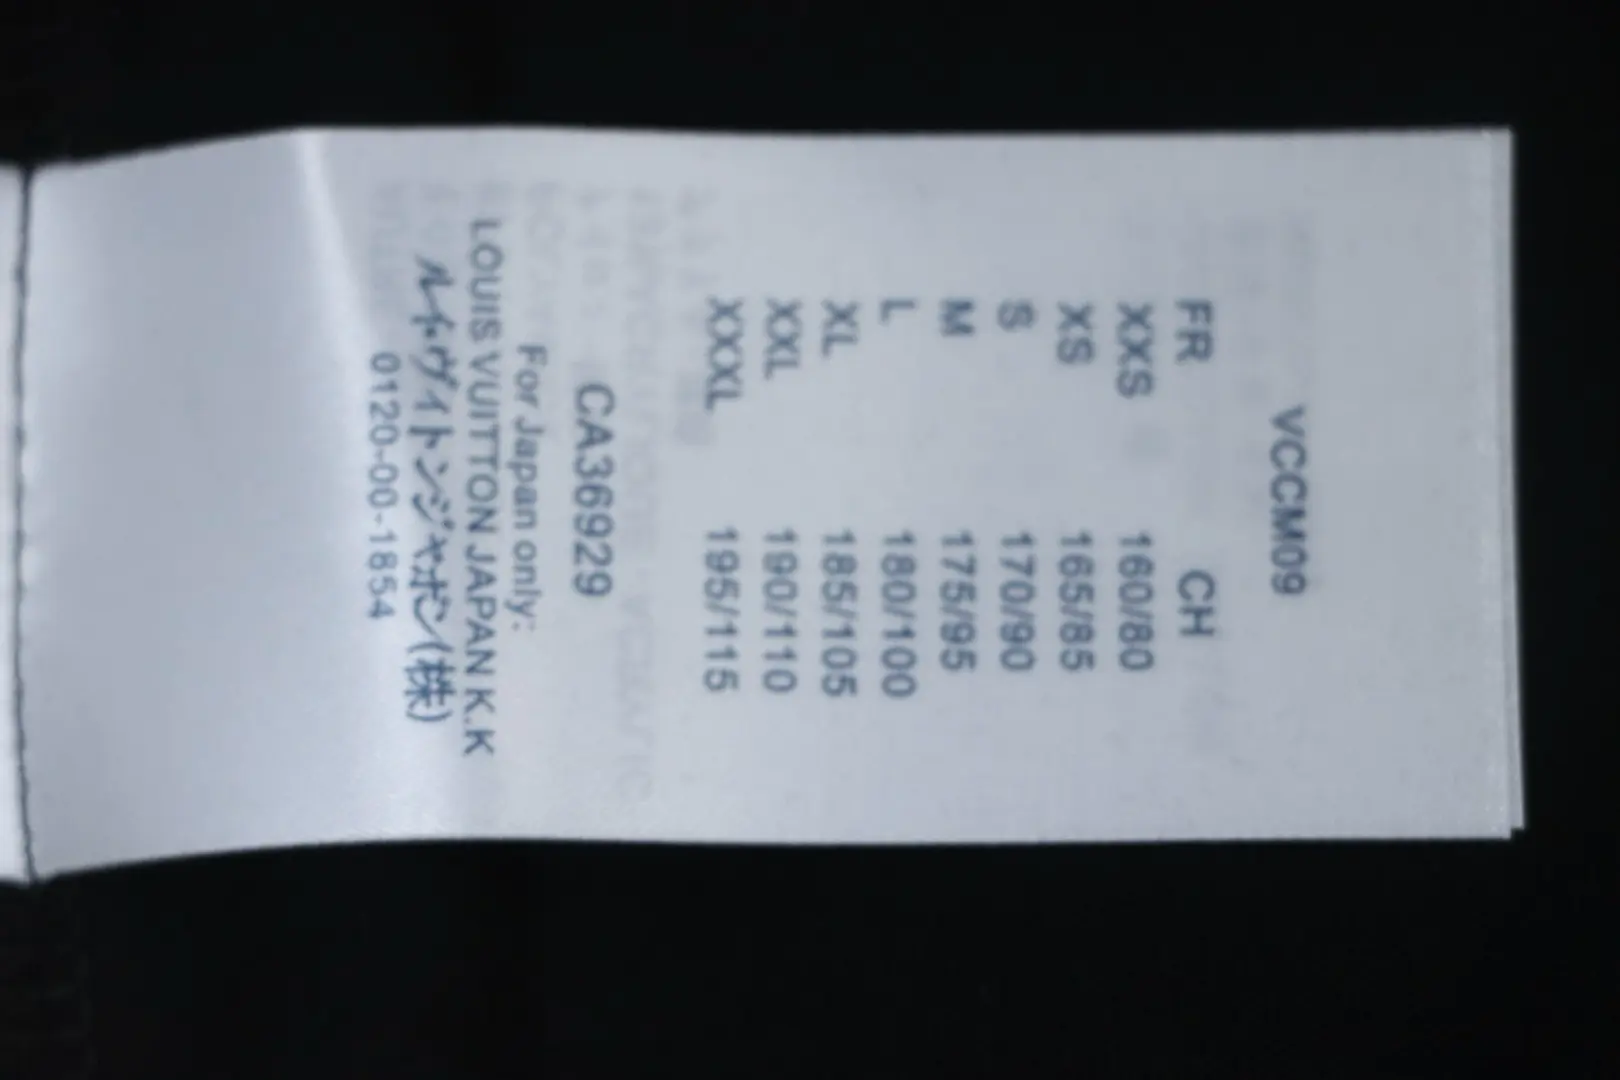 VCCM09
FR CH
XXS 160/80
XS 165/85
S 170/90
M 175/95
L 180/100
XL 185/105
XXL 190/110
XXXL 195/115
CA36929
For Japan only:
LOUIS VUITTON JAPAN K.K
ルイ・ヴィトンジャポン(株)
0120-00-1854